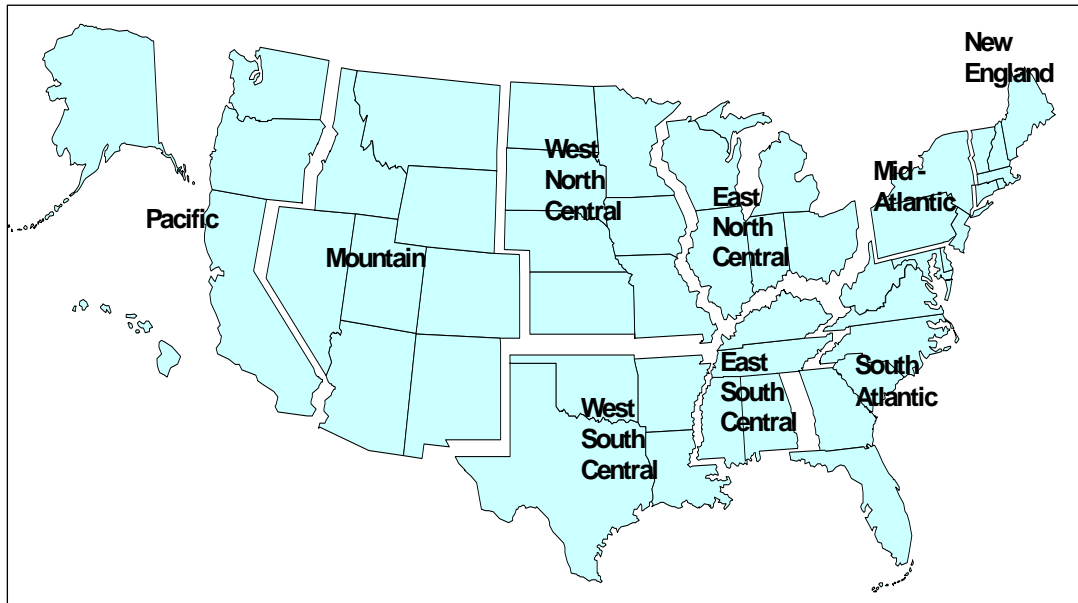 New
England
West
North
Central
Mid -
Atlantic
East
North
Central
Pacific
Mountain
East
South
Central
South
Atlantic
West
South
Central